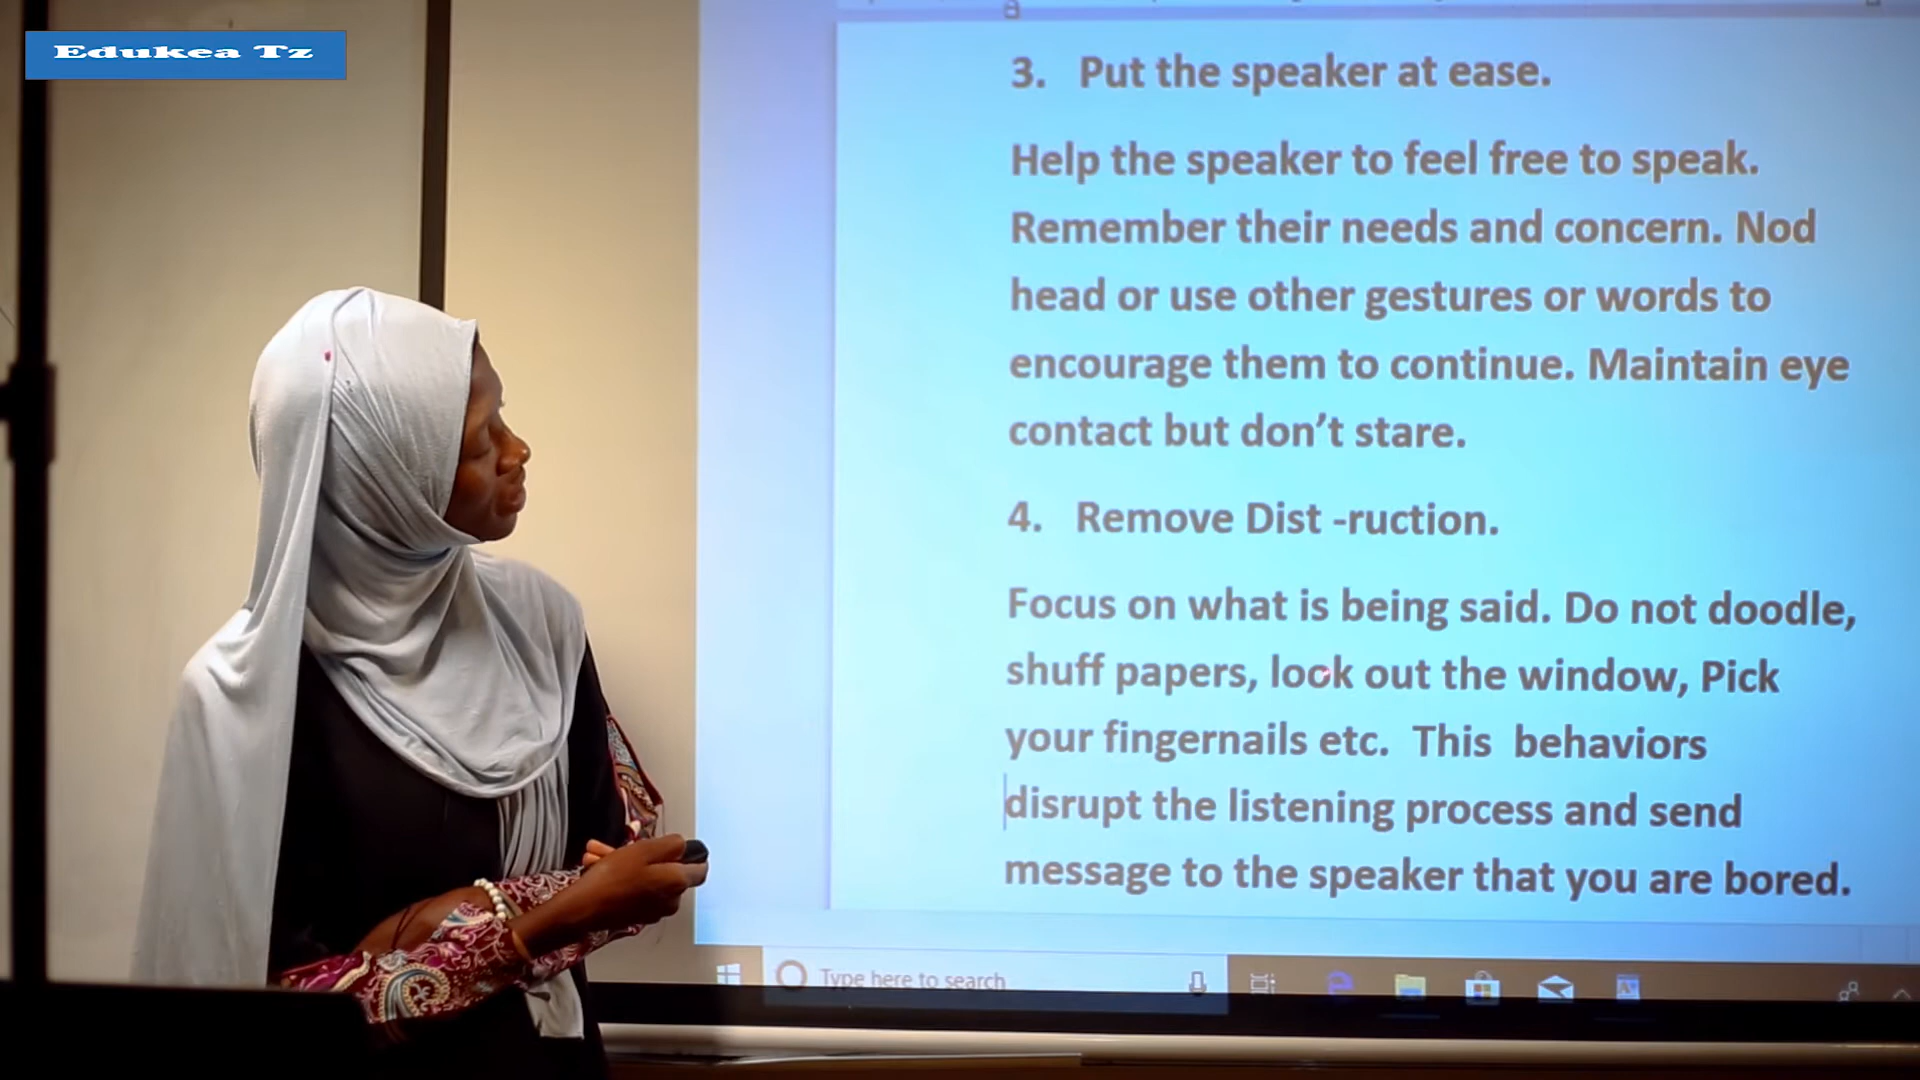 Edukea Tz
3. Put the speaker at ease.
Help the speaker to feel free to speak.
Remember their needs and concern. Nod
head or use other gestures or words to
encourage them to continue. Maintain eye
contact but don't stare.
4. Remove Dist -ruction.
Focus on what is being said. Do not doodle,
shuff papers, look out the window, Pick
your fingernails etc. This behaviors
disrupt the listening process and send
message to the speaker that you are bored.
Type here to search